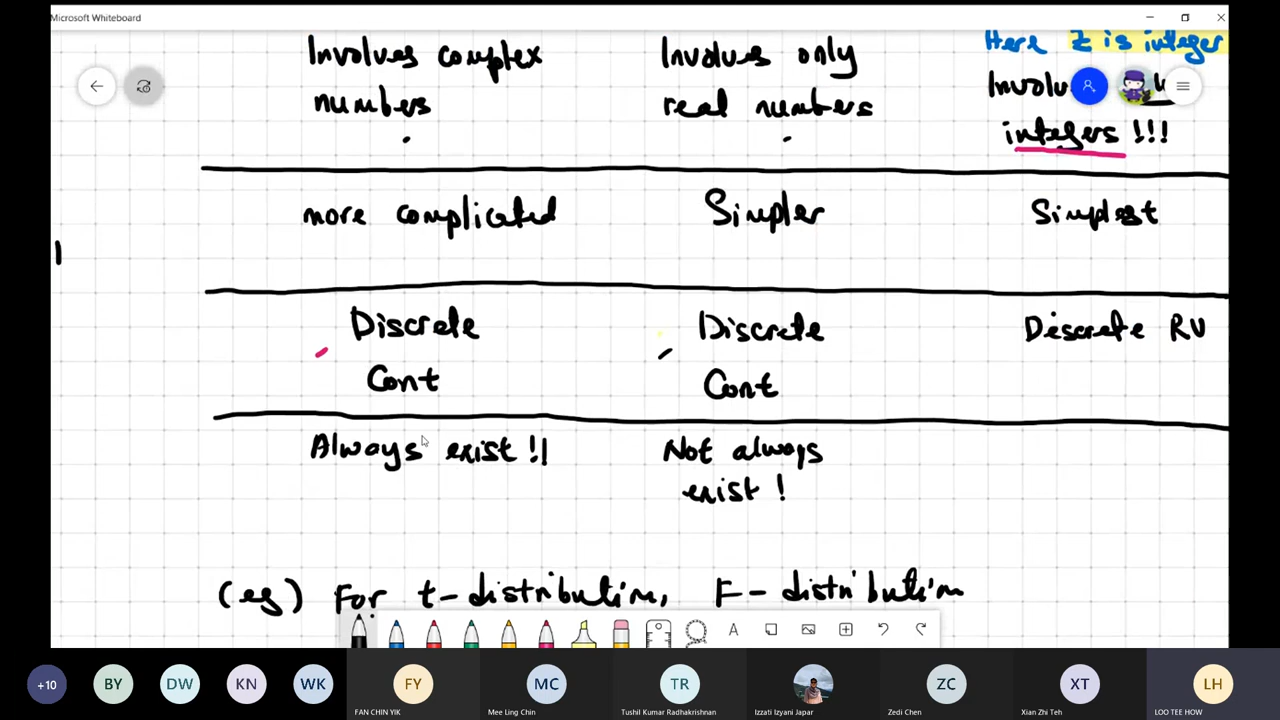 Microsoft Whiteboard
Involves complex
numbers
Involves only
real numbers
Here Z is integer
integers !!!
more complicated
Simpler
Simplest
Discrete
Cont
Discrete
Cont
Discrete RV
Always exist !!
Not always
exist !
(eg) For t-distribution, F-distribution
+10
BY
DW
KN
WK
FY
FAN CHIN YIK
MC
Mee Ling Chin
TR
Tushil Kumar Radhakrishnan
Izzati Izyani Japar
ZC
Zedi Chen
XT
Xian Zhi Teh
LH
LOO TEE HOW